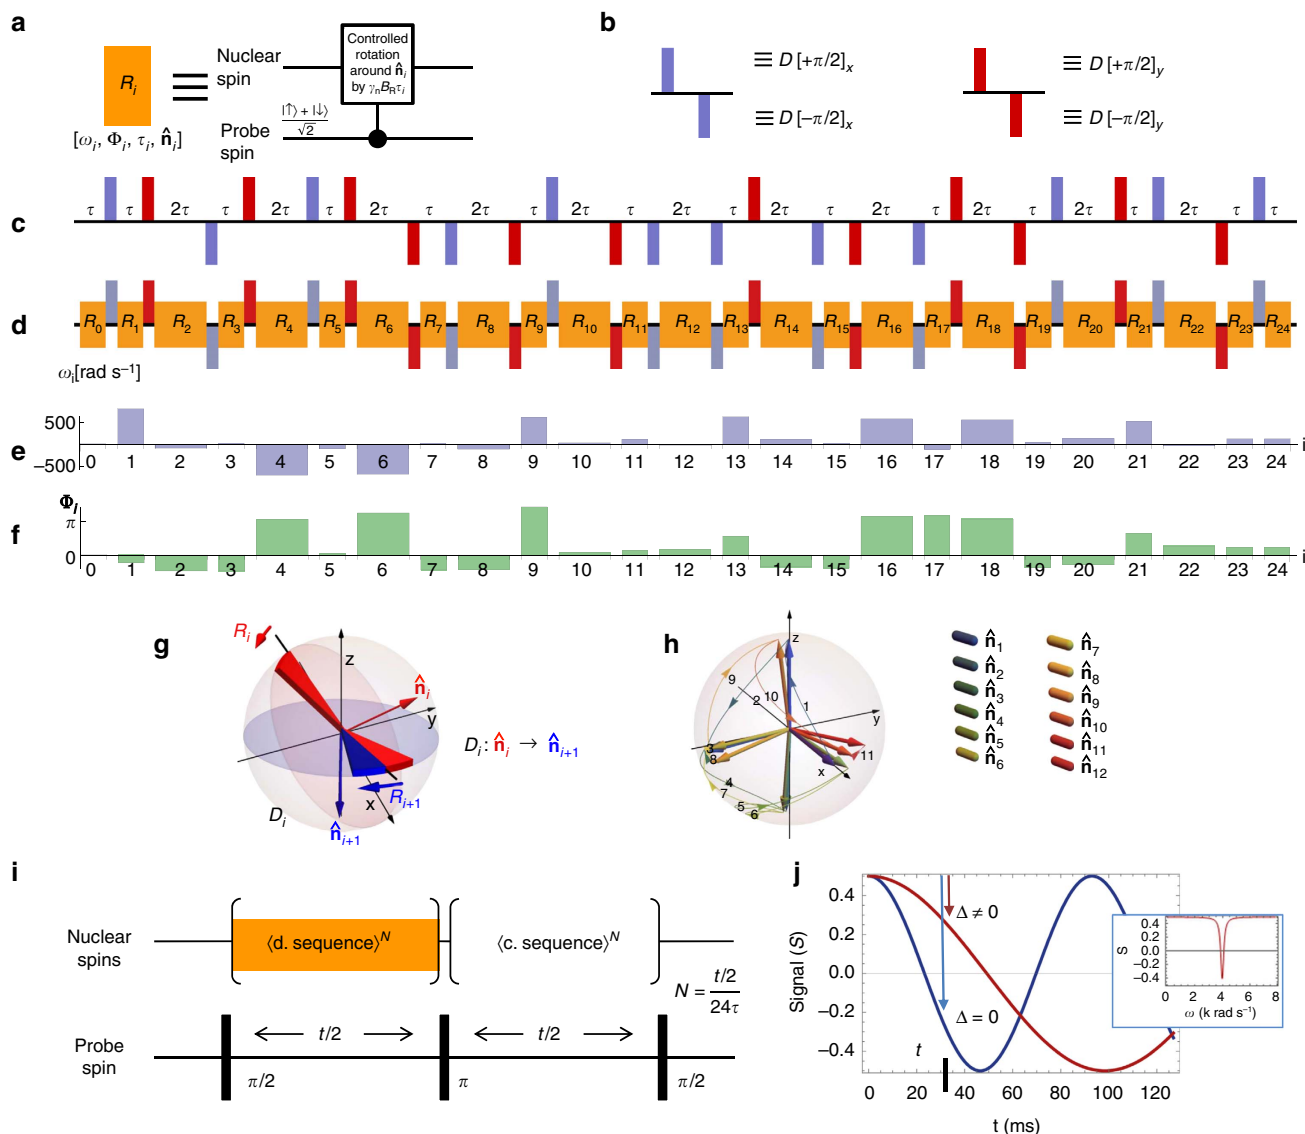 a
R_i
[ω_i, Φ_i, τ_i, n̂_i]
≡
Nuclear
spin
Controlled
rotation
around n̂_i
by γ_nB_Rτ_i
|↑⟩ + |↓⟩
√2
Probe
spin
b
≡ D [+π/2]_x
≡ D [−π/2]_x
≡ D [+π/2]_y
≡ D [−π/2]_y
c
τ τ 2τ τ 2τ τ 2τ τ 2τ τ 2τ τ 2τ τ 2τ τ 2τ τ 2τ τ 2τ τ 2τ τ τ
d
R_0 R_1 R_2 R_3 R_4 R_5 R_6 R_7 R_8 R_9 R_10 R_11 R_12 R_13 R_14 R_15 R_16 R_17 R_18 R_19 R_20 R_21 R_22 R_23 R_24
ω_i[rad s⁻¹]
e
500
−500
0 1 2 3 4 5 6 7 8 9 10 11 12 13 14 15 16 17 18 19 20 21 22 23 24
i
f
Φ_i
π
0
0 1 2 3 4 5 6 7 8 9 10 11 12 13 14 15 16 17 18 19 20 21 22 23 24
i
g
R_i
z
n̂_i
y
x
R_{i+1}
D_i
n̂_{i+1}
D_i : n̂_i → n̂_{i+1}
h
z
9
2
10
1
y
3
8
x
11
4
7
5
6
n̂_1
n̂_2
n̂_3
n̂_4
n̂_5
n̂_6
n̂_7
n̂_8
n̂_9
n̂_10
n̂_11
n̂_12
i
Nuclear
spins
⟨d. sequence⟩^N
⟨c. sequence⟩^N
N = t/2
24τ
Probe
spin
t/2
t/2
π/2
π
π/2
j
Signal (S)
0.4
0.2
0.0
−0.2
−0.4
Δ ≠ 0
Δ = 0
t
0 20 40 60 80 100 120
t (ms)
S
0.4
0.2
0.0
−0.2
−0.4
0 2 4 6 8
ω (k rad s⁻¹)